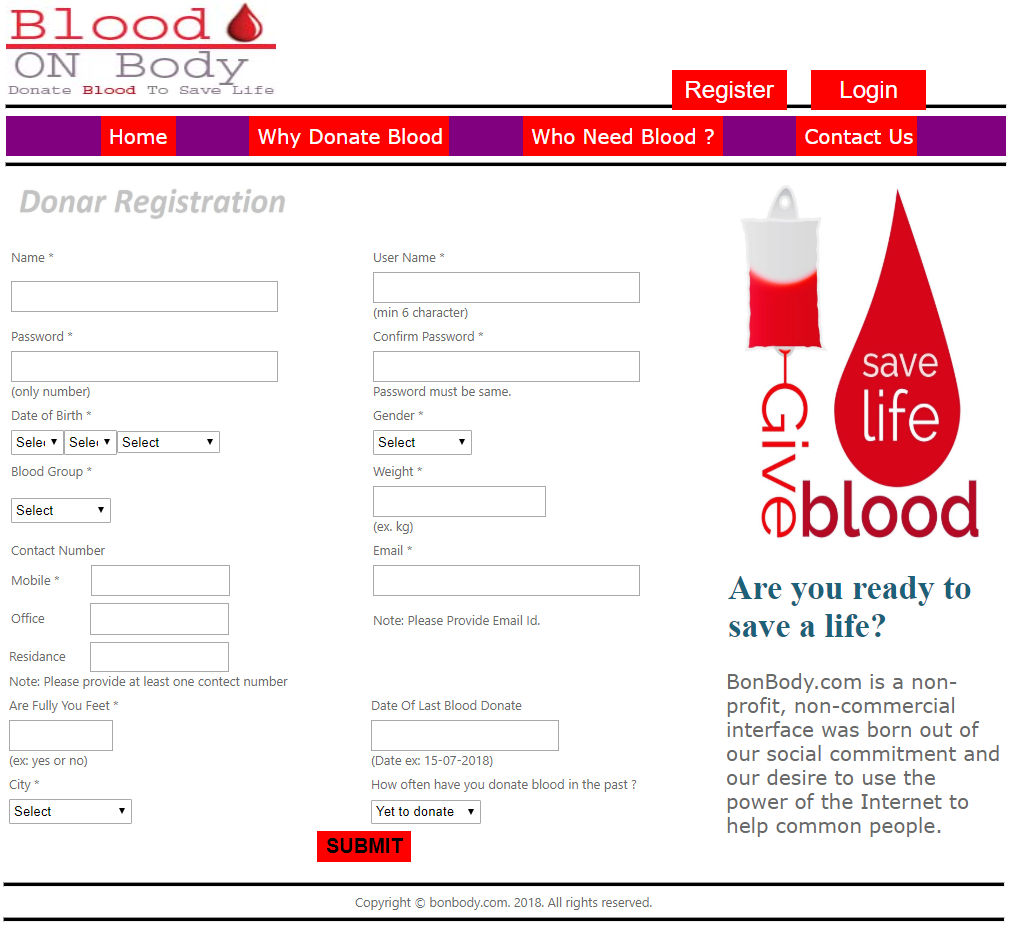 Blood
ON Body
Donate Blood To Save Life
Register Login
Home Why Donate Blood Who Need Blood ? Contact Us
Donar Registration
Name * User Name *
(min 6 character)
Password * Confirm Password *
(only number) Password must be same.
Date of Birth * Gender *
Selec Selec Select Select
Blood Group * Weight *
Select
(ex. kg)
Contact Number Email *
Mobile *
Office Note: Please Provide Email Id.
Residance
Note: Please provide at least one contect number
Are Fully You Feet * Date Of Last Blood Donate
(ex: yes or no) (Date ex: 15-07-2018)
City * How often have you donate blood in the past ?
Select Yet to donate
SUBMIT
save
life
Give
blood
Are you ready to
save a life?
BonBody.com is a non-
profit, non-commercial
interface was born out of
our social commitment and
our desire to use the
power of the Internet to
help common people.
Copyright © bonbody.com. 2018. All rights reserved.